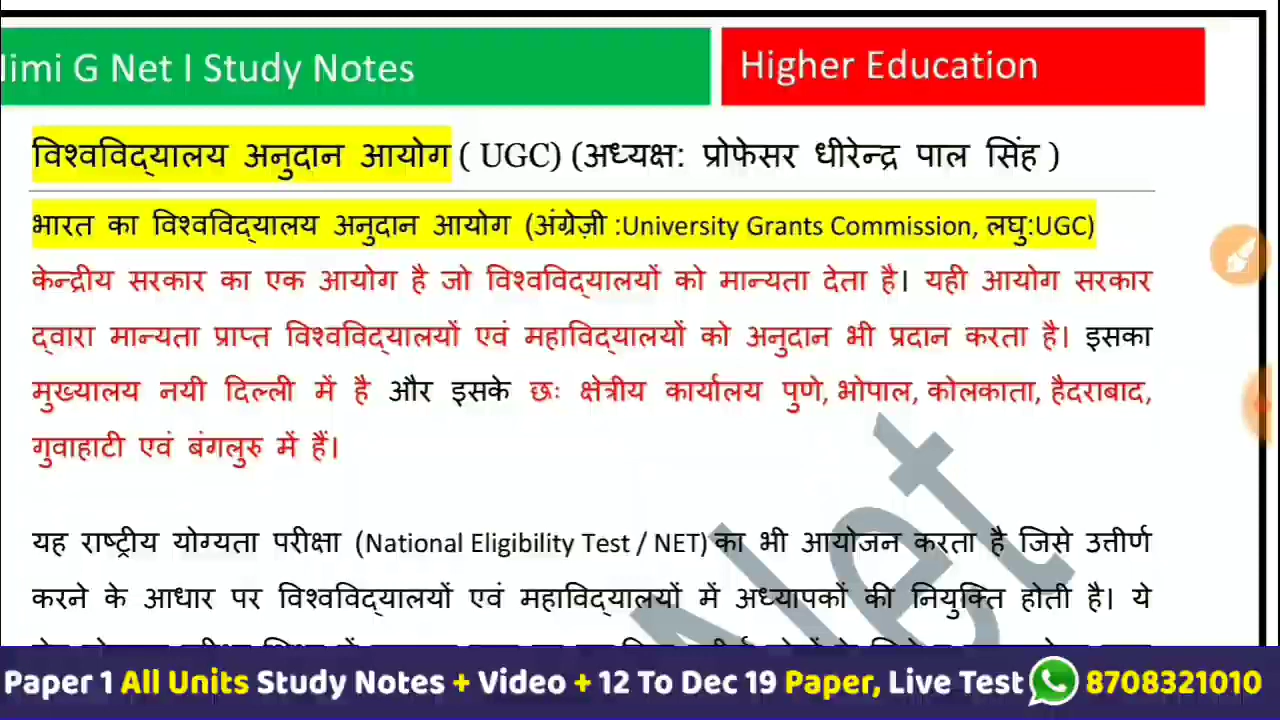 limi G Net I Study Notes
Higher Education
विश्वविद्यालय अनुदान आयोग ( UGC) (अध्यक्ष: प्रोफेसर धीरेन्द्र पाल सिंह )
भारत का विश्वविद्यालय अनुदान आयोग (अंग्रेज़ी :University Grants Commission, लघु:UGC)
केन्द्रीय सरकार का एक आयोग है जो विश्वविद्यालयों को मान्यता देता है। यही आयोग सरकार
द्वारा मान्यता प्राप्त विश्वविद्यालयों एवं महाविद्यालयों को अनुदान भी प्रदान करता है। इसका
मुख्यालय नयी दिल्ली में है और इसके छः क्षेत्रीय कार्यालय पुणे, भोपाल, कोलकाता, हैदराबाद,
गुवाहाटी एवं बंगलुरु में हैं।
यह राष्ट्रीय योग्यता परीक्षा (National Eligibility Test / NET) का भी आयोजन करता है जिसे उत्तीर्ण
करने के आधार पर विश्वविद्यालयों एवं महाविद्यालयों में अध्यापकों की नियुक्ति होती है। ये
Net
Paper 1 All Units Study Notes + Video + 12 To Dec 19 Paper, Live Test 8708321010